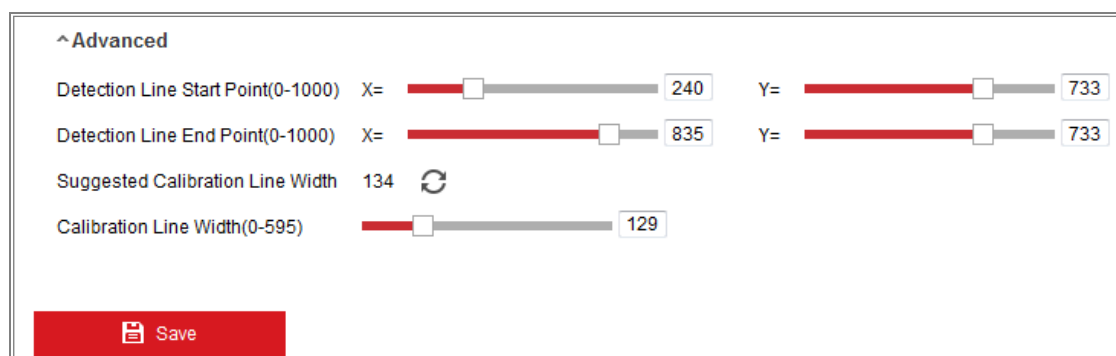 Advanced
Detection Line Start Point(0-1000) X= 240 Y= 733
Detection Line End Point(0-1000) X= 835 Y= 733
Suggested Calibration Line Width 134
Calibration Line Width(0-595) 129
Save